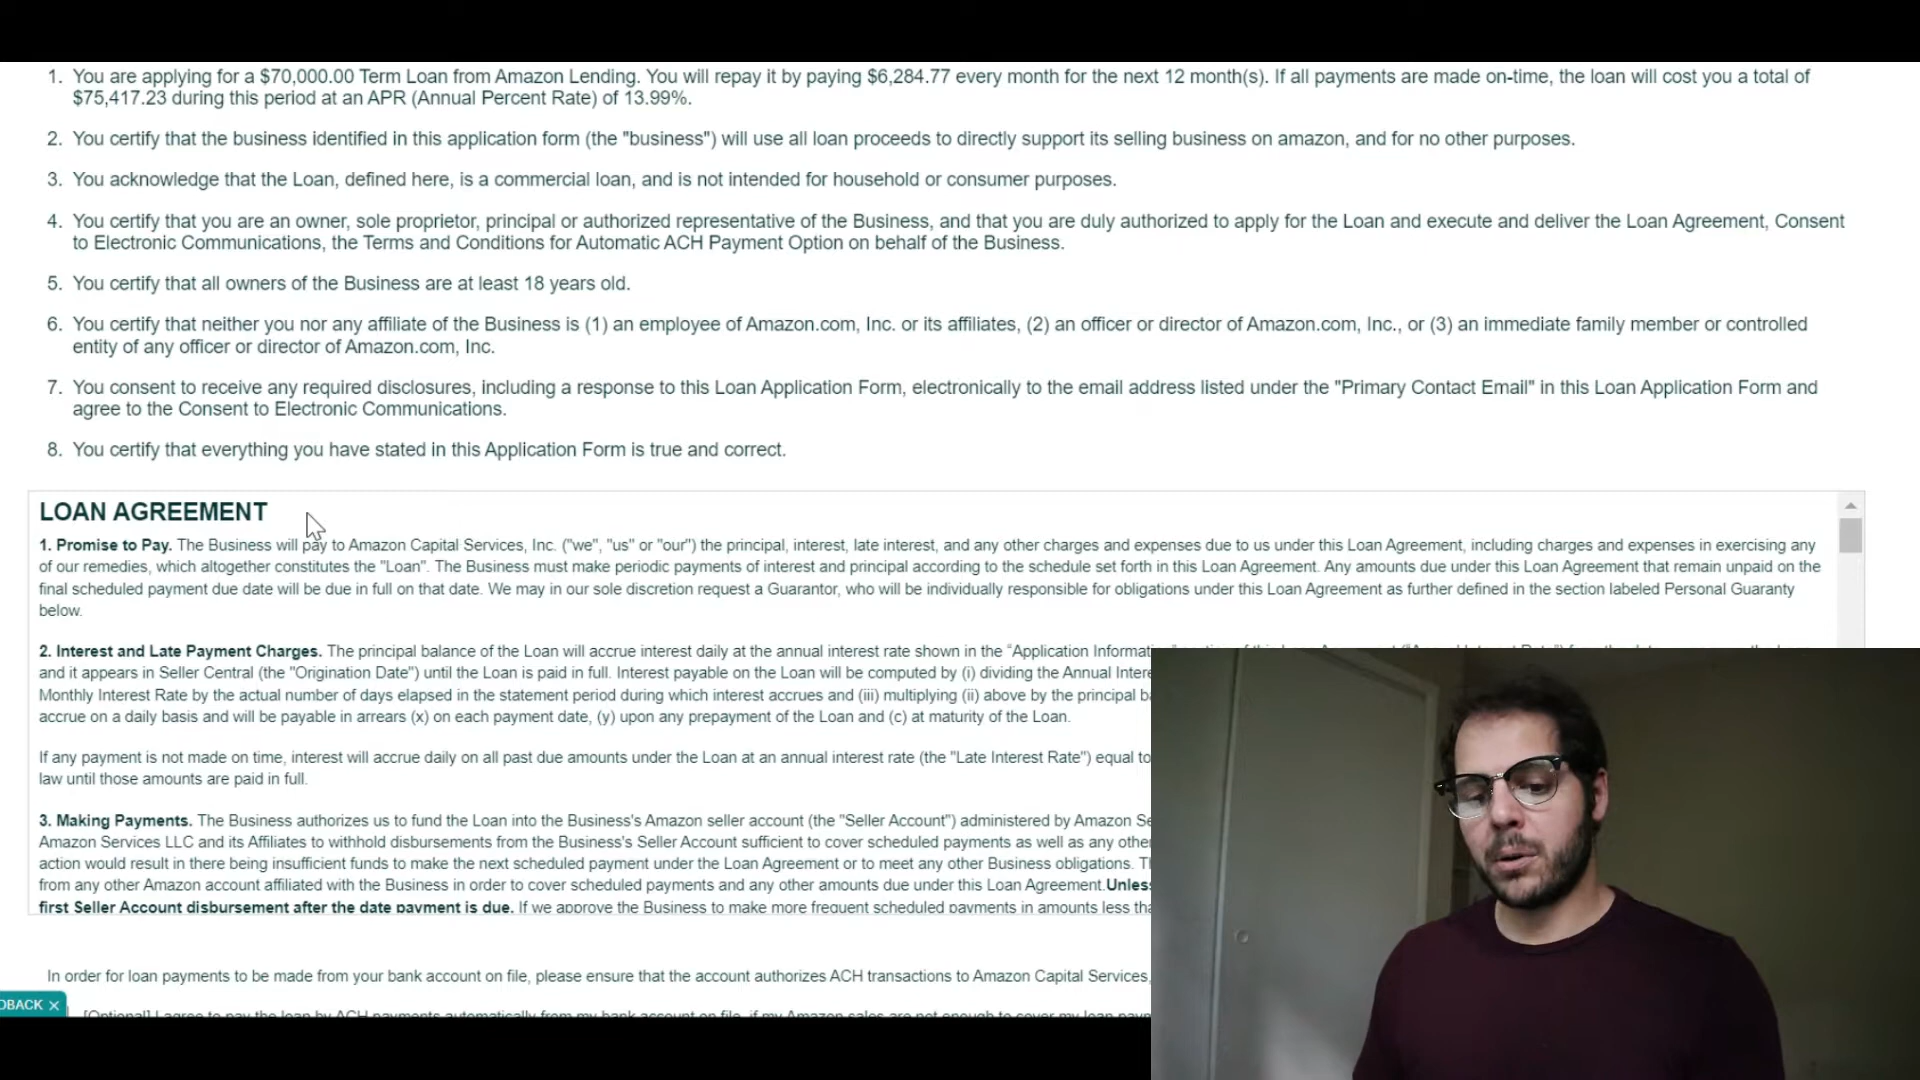 1. You are applying for a $70,000.00 Term Loan from Amazon Lending. You will repay it by paying $6,284.77 every month for the next 12 month(s). If all payments are made on-time, the loan will cost you a total of
$75,417.23 during this period at an APR (Annual Percent Rate) of 13.99%.
2. You certify that the business identified in this application form (the "business") will use all loan proceeds to directly support its selling business on amazon, and for no other purposes.
3. You acknowledge that the Loan, defined here, is a commercial loan, and is not intended for household or consumer purposes.
4. You certify that you are an owner, sole proprietor, principal or authorized representative of the Business, and that you are duly authorized to apply for the Loan and execute and deliver the Loan Agreement, Consent
to Electronic Communications, the Terms and Conditions for Automatic ACH Payment Option on behalf of the Business.
5. You certify that all owners of the Business are at least 18 years old.
6. You certify that neither you nor any affiliate of the Business is (1) an employee of Amazon.com, Inc. or its affiliates, (2) an officer or director of Amazon.com, Inc., or (3) an immediate family member or controlled
entity of any officer or director of Amazon.com, Inc.
7. You consent to receive any required disclosures, including a response to this Loan Application Form, electronically to the email address listed under the "Primary Contact Email" in this Loan Application Form and
agree to the Consent to Electronic Communications.
8. You certify that everything you have stated in this Application Form is true and correct.
LOAN AGREEMENT
1. Promise to Pay. The Business will pay to Amazon Capital Services, Inc. ("we", "us" or "our") the principal, interest, late interest, and any other charges and expenses due to us under this Loan Agreement, including charges and expenses in exercising any
of our remedies, which altogether constitutes the "Loan". The Business must make periodic payments of interest and principal according to the schedule set forth in this Loan Agreement. Any amounts due under this Loan Agreement that remain unpaid on the
final scheduled payment due date will be due in full on that date. We may in our sole discretion request a Guarantor, who will be individually responsible for obligations under this Loan Agreement as further defined in the section labeled Personal Guaranty
below.
2. Interest and Late Payment Charges. The principal balance of the Loan will accrue interest daily at the annual interest rate shown in the "Application
and it appears in Seller Central (the "Origination Date") until the Loan is paid in full. Interest payable on the Loan will be computed by (i) dividing the Annual
Monthly Interest Rate by the actual number of days elapsed in the statement period during which interest accrues and (iii) multiplying (ii) above by the principal
accrue on a daily basis and will be payable in arrears (x) on each payment date, (y) upon any prepayment of the Loan and (c) at maturity of the Loan.
If any payment is not made on time, interest will accrue daily on all past due amounts under the Loan at an annual interest rate (the "Late Interest Rate") equal to
law until those amounts are paid in full.
3. Making Payments. The Business authorizes us to fund the Loan into the Business's Amazon seller account (the "Seller Account") administered by Amazon
Amazon Services LLC and its Affiliates to withhold disbursements from the Business's Seller Account sufficient to cover scheduled payments as well as any
action would result in there being insufficient funds to make the next scheduled payment under the Loan Agreement or to meet any other Business obligations.
from any other Amazon account affiliated with the Business in order to cover scheduled payments and any other amounts due under this Loan Agreement.
first Seller Account disbursement after the date payment is due. If we approve the Business to make more frequent scheduled payments in amounts less
In order for loan payments to be made from your bank account on file, please ensure that the account authorizes ACH transactions to Amazon Capital Services,
DBACK X
[Optional] I agree to pay the loan by ACH payments automatically from my bank account on file, if my Amazon sales are not enough to cover my loan